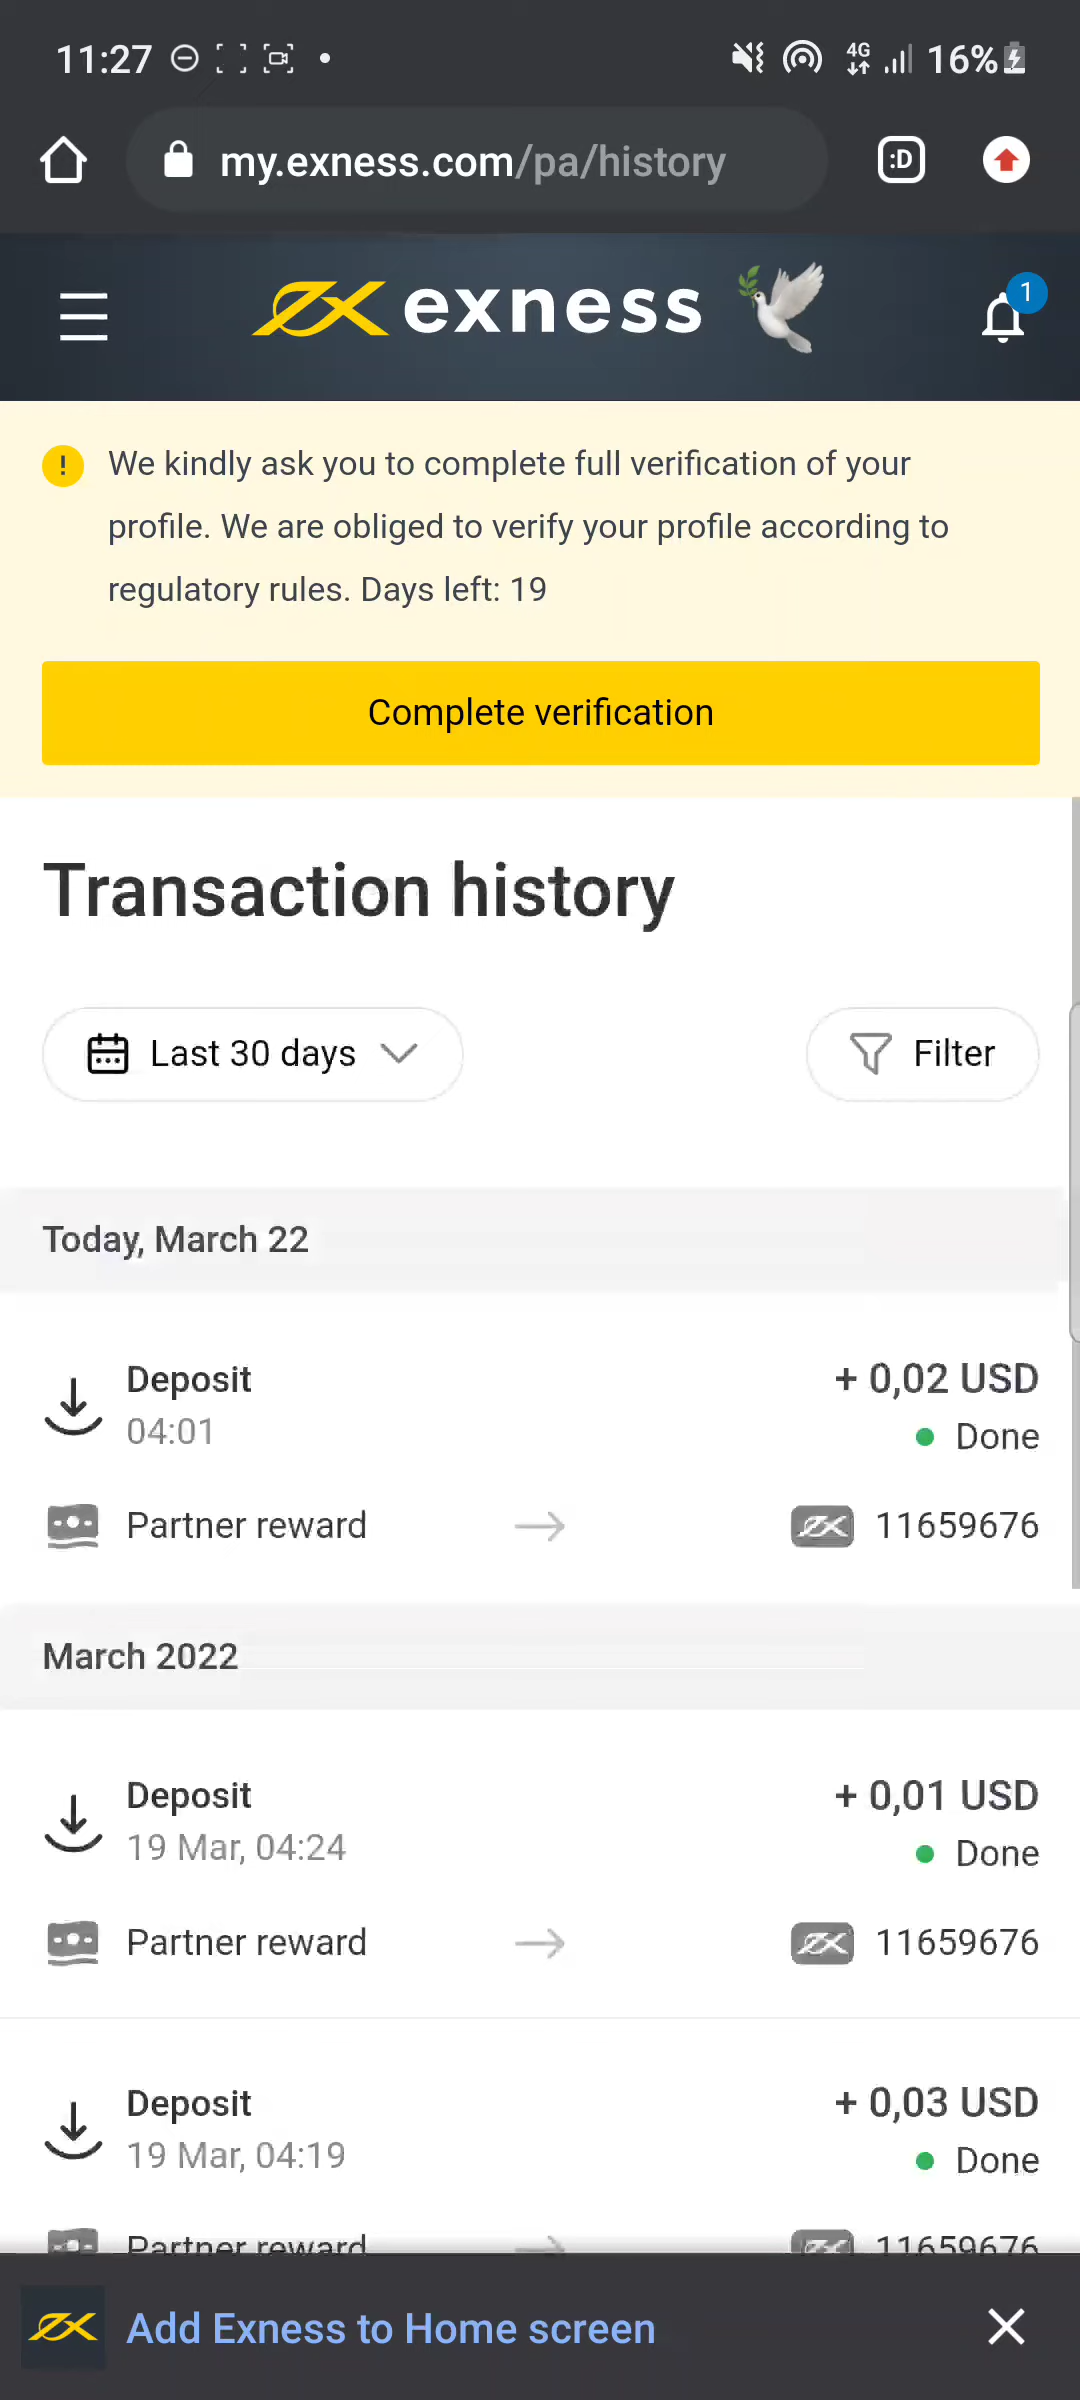 11:27
4G 16%
my.exness.com/pa/history
:D
exness
1
! We kindly ask you to complete full verification of your
profile. We are obliged to verify your profile according to
regulatory rules. Days left: 19
Complete verification
Transaction history
Last 30 days
Filter
Today, March 22
Deposit + 0,02 USD
04:01 Done
Partner reward 11659676
March 2022
Deposit + 0,01 USD
19 Mar, 04:24 Done
Partner reward 11659676
Deposit + 0,03 USD
19 Mar, 04:19 Done
Partner reward 11659676
Add Exness to Home screen